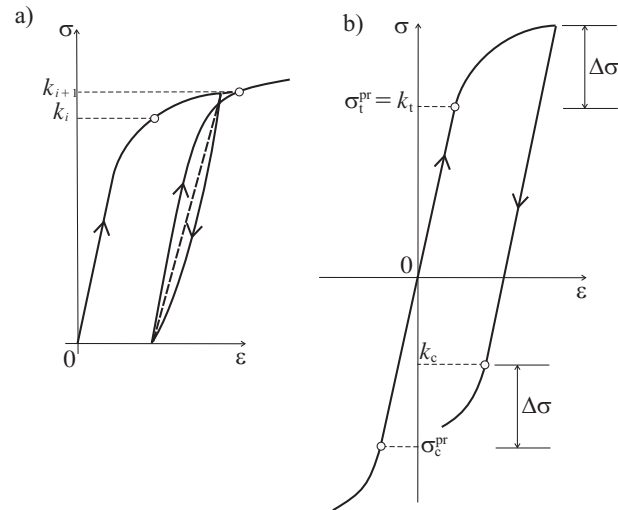 a)
σ
k_{i+1}
k_i
0
ε
b)
σ
σ_t^{pr} = k_t
Δσ
0
ε
k_c
Δσ
σ_c^{pr}